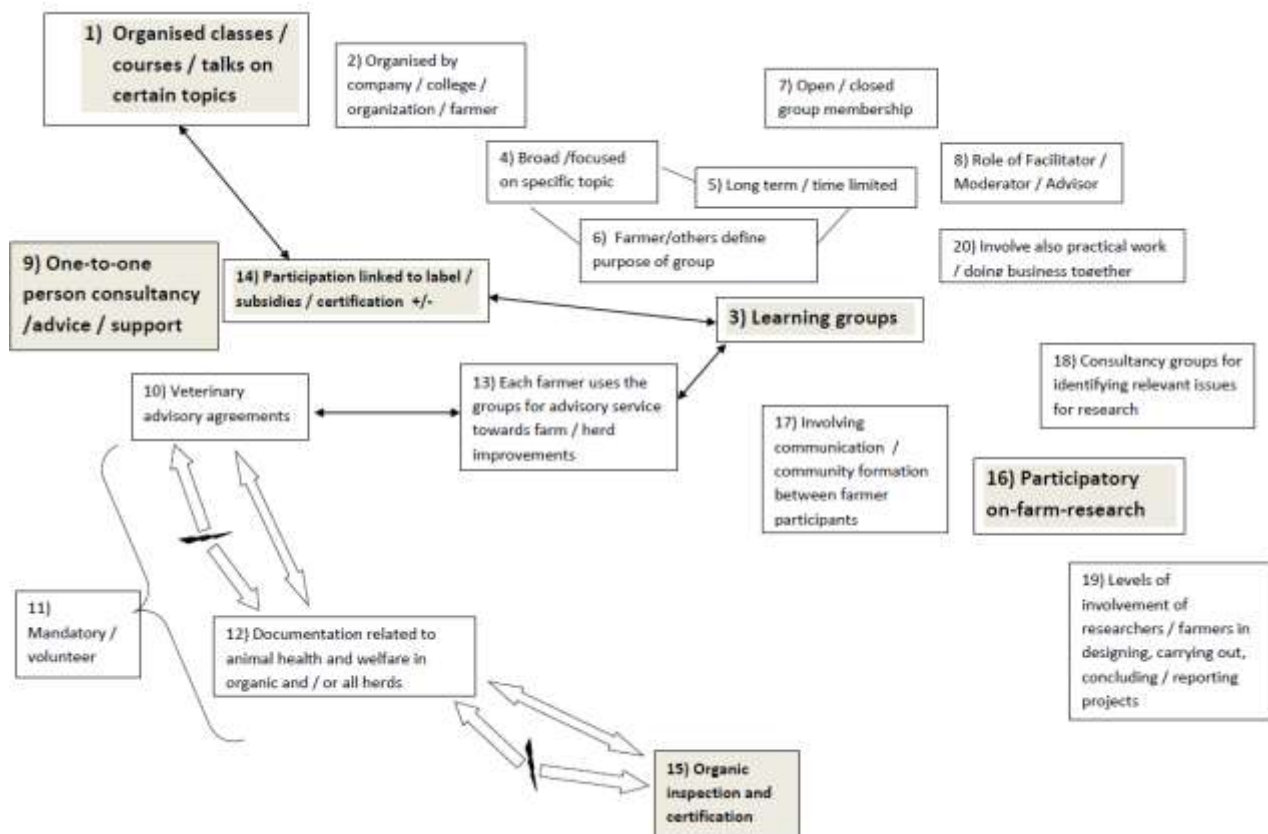 1) Organised classes /
courses / talks on
certain topics
2) Organised by
company / college /
organization / farmer
7) Open / closed
group membership
4) Broad /focused
on specific topic
5) Long term / time limited
8) Role of Facilitator /
Moderator / Advisor
6) Farmer/others define
purpose of group
20) Involve also practical work
/ doing business together
9) One-to-one
person consultancy
/advice / support
14) Participation linked to label /
subsidies / certification +/-
3) Learning groups
10) Veterinary
advisory agreements
13) Each farmer uses the
groups for advisory service
towards farm / herd
improvements
18) Consultancy groups for
identifying relevant issues
for research
17) Involving
communication /
community formation
between farmer
participants
16) Participatory
on-farm-research
11)
Mandatory /
volunteer
12) Documentation related to
animal health and welfare in
organic and / or all herds
19) Levels of
involvement of
researchers / farmers in
designing, carrying out,
concluding / reporting
projects
15) Organic
inspection and
certification